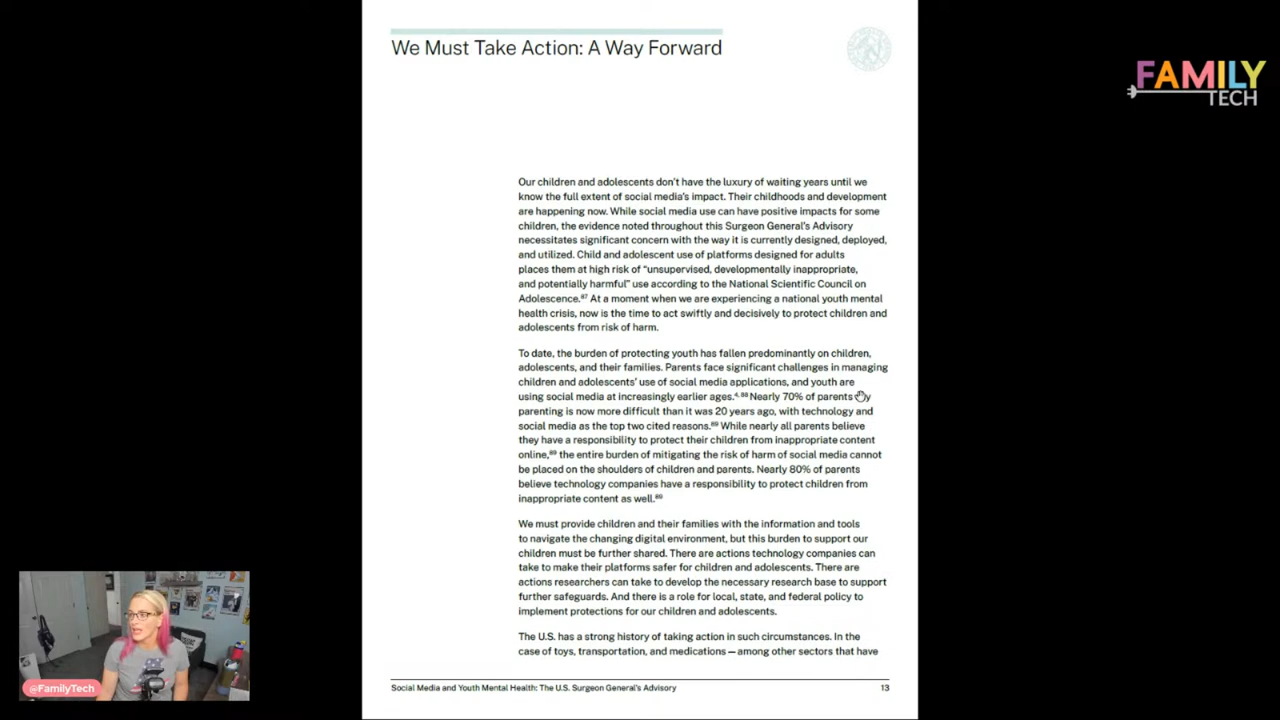 We Must Take Action: A Way Forward
FAMILY
TECH
Our children and adolescents don't have the luxury of waiting years until we
know the full extent of social media's impact. Their childhoods and development
are happening now. While social media use can have positive impacts for some
children, the evidence noted throughout this Surgeon General's Advisory
necessitates significant concern with the way it is currently designed, deployed,
and utilized. Child and adolescent use of platforms designed for adults
places them at high risk of "unsupervised, developmentally inappropriate,
and potentially harmful" use according to the National Scientific Council on
Adolescence.87 At a moment when we are experiencing a national youth mental
health crisis, now is the time to act swiftly and decisively to protect children and
adolescents from risk of harm.
To date, the burden of protecting youth has fallen predominantly on children,
adolescents, and their families. Parents face significant challenges in managing
children and adolescents' use of social media applications, and youth are
using social media at increasingly earlier ages.4, 88 Nearly 70% of parents
parenting is now more difficult than it was 20 years ago, with technology and
social media as the top two cited reasons.89 While nearly all parents believe
they have a responsibility to protect their children from inappropriate content
online,89 the entire burden of mitigating the risk of harm of social media cannot
be placed on the shoulders of children and parents. Nearly 80% of parents
believe technology companies have a responsibility to protect children from
inappropriate content as well.89
We must provide children and their families with the information and tools
to navigate the changing digital environment, but this burden to support our
children must be further shared. There are actions technology companies can
take to make their platforms safer for children and adolescents. There are
actions researchers can take to develop the necessary research base to support
further safeguards. And there is a role for local, state, and federal policy to
implement protections for our children and adolescents.
The U.S. has a strong history of taking action in such circumstances. In the
case of toys, transportation, and medications — among other sectors that have
@FamilyTech
Social Media and Youth Mental Health: The U.S. Surgeon General's Advisory
13